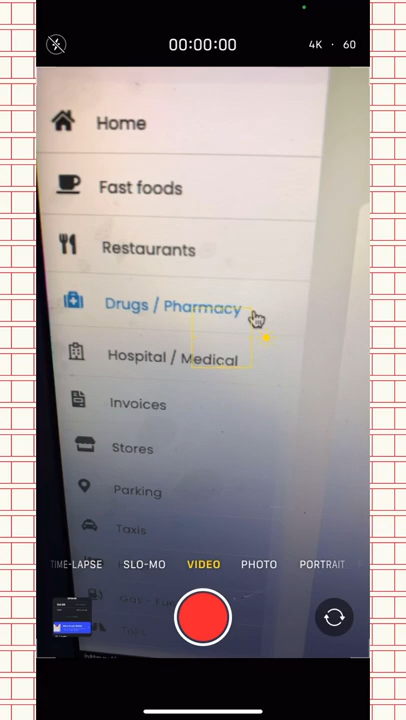 00:00:00
4K · 60
Home
Fast foods
Restaurants
Drugs / Pharmacy
Hospital / Medical
Invoices
Stores
Parking
Taxis
TIME-LAPSE SLO-MO VIDEO PHOTO PORTRAIT